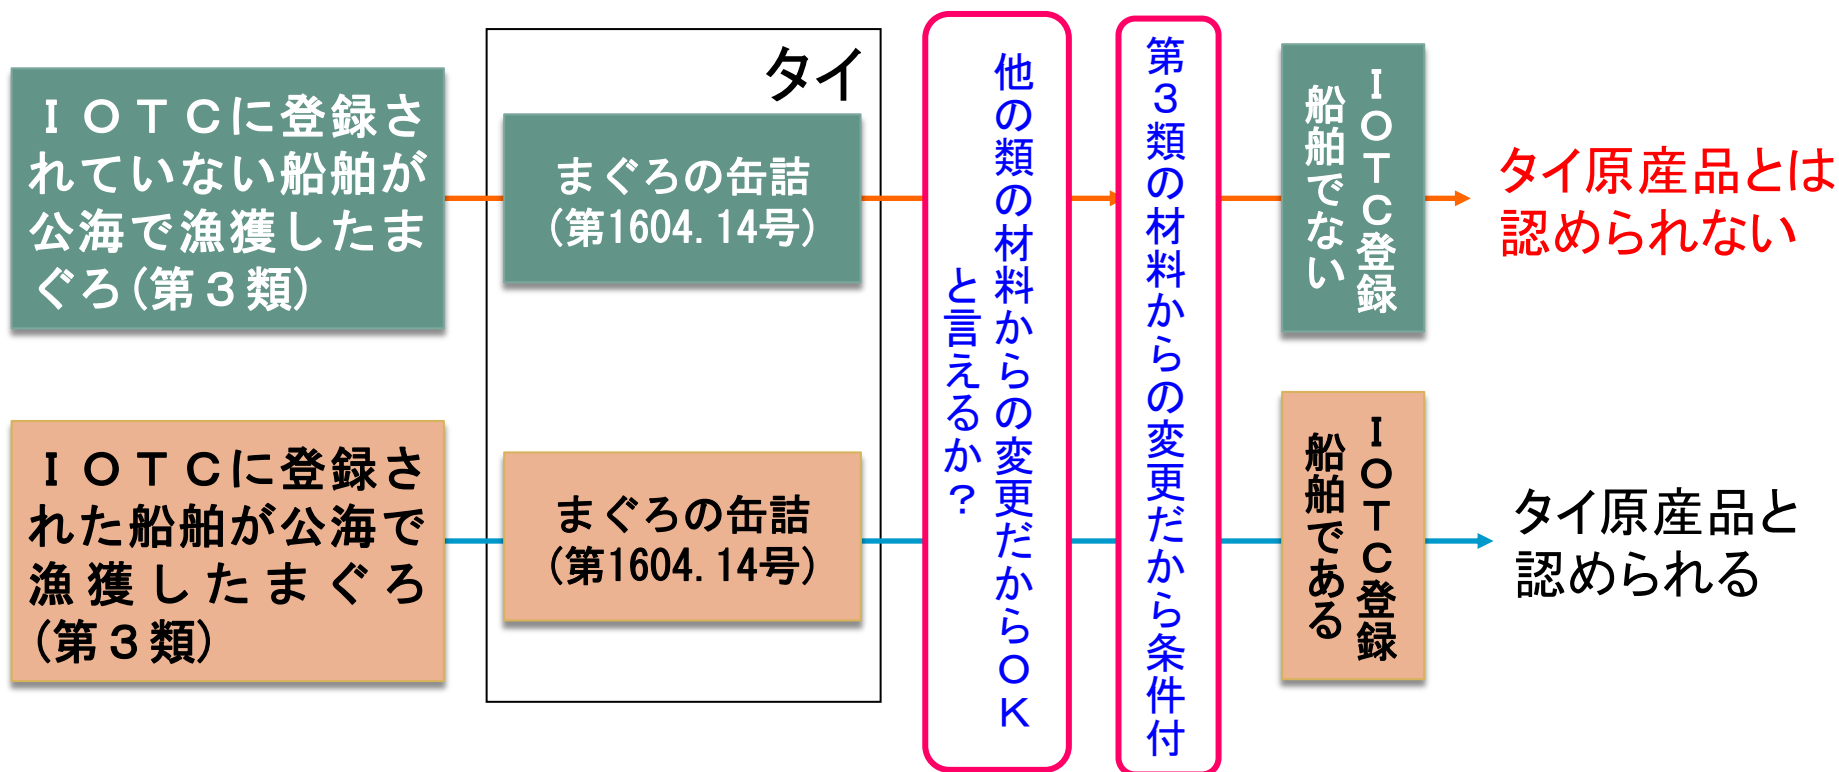 ＩＯＴＣに登録さ
れていない船舶が
公海で漁獲したま
ぐろ(第３類)
タイ
まぐろの缶詰
(第1604.14号)
他の類の材料からの変更だからＯＫ
と言えるか？
第３類の材料からの変更だから条件付
ＩＯＴＣ登録
船舶でない
タイ原産品とは
認められない
ＩＯＴＣに登録さ
れた船舶が公海で
漁獲したまぐろ
(第３類)
まぐろの缶詰
(第1604.14号)
ＩＯＴＣ登録
船舶である
タイ原産品と
認められる